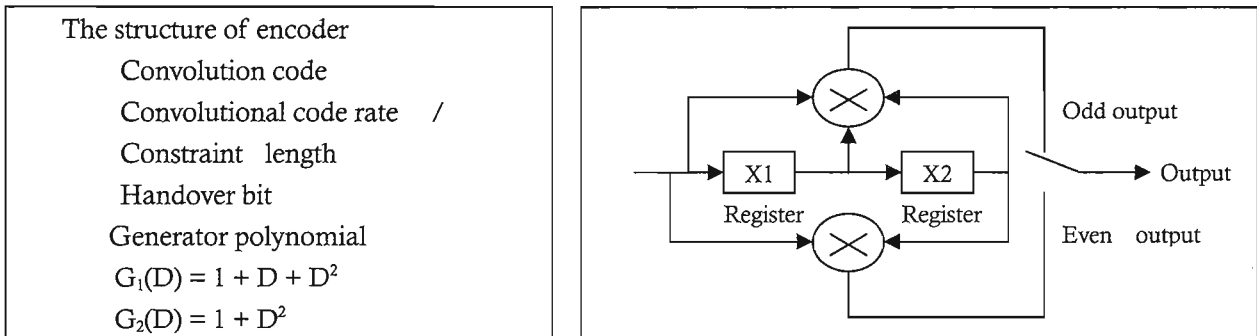 The structure of encoder
Convolution code
Convolutional code rate /
Constraint length
Handover bit
Generator polynomial
G₁(D) = 1 + D + D²
G₂(D) = 1 + D²
Odd output
X1
X2
Output
Register
Register
Even output